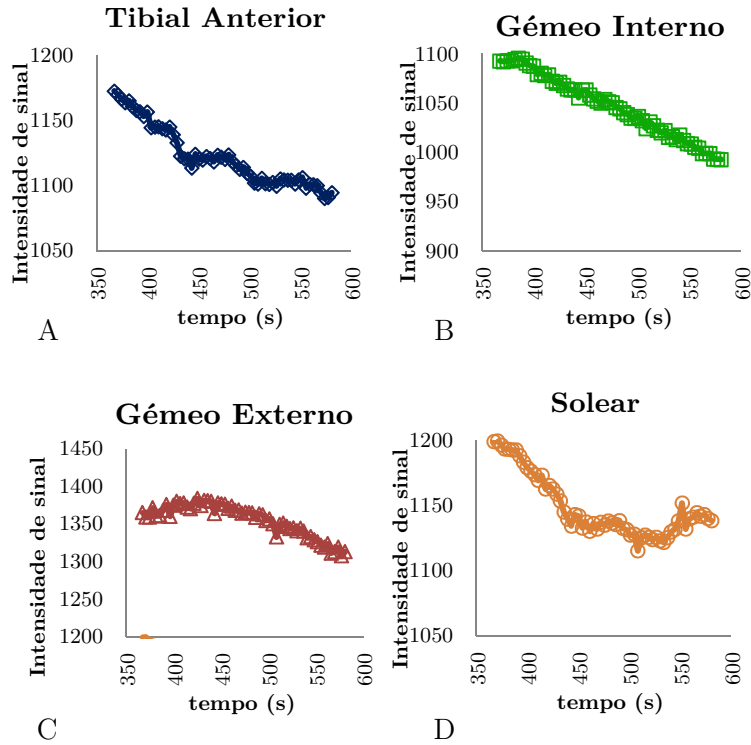 Tibial Anterior
Intensidade de sinal
1200
1150
1100
1050
350
400
450
500
550
600
tempo (s)
A
Gémeo Interno
Intensidade de sinal
1100
1050
1000
950
900
350
400
450
500
550
600
tempo (s)
B
Gémeo Externo
Intensidade de sinal
1450
1400
1350
1300
1250
1200
350
400
450
500
550
600
tempo (s)
C
Solear
Intensidade de sinal
1200
1150
1100
1050
350
400
450
500
550
600
tempo (s)
D